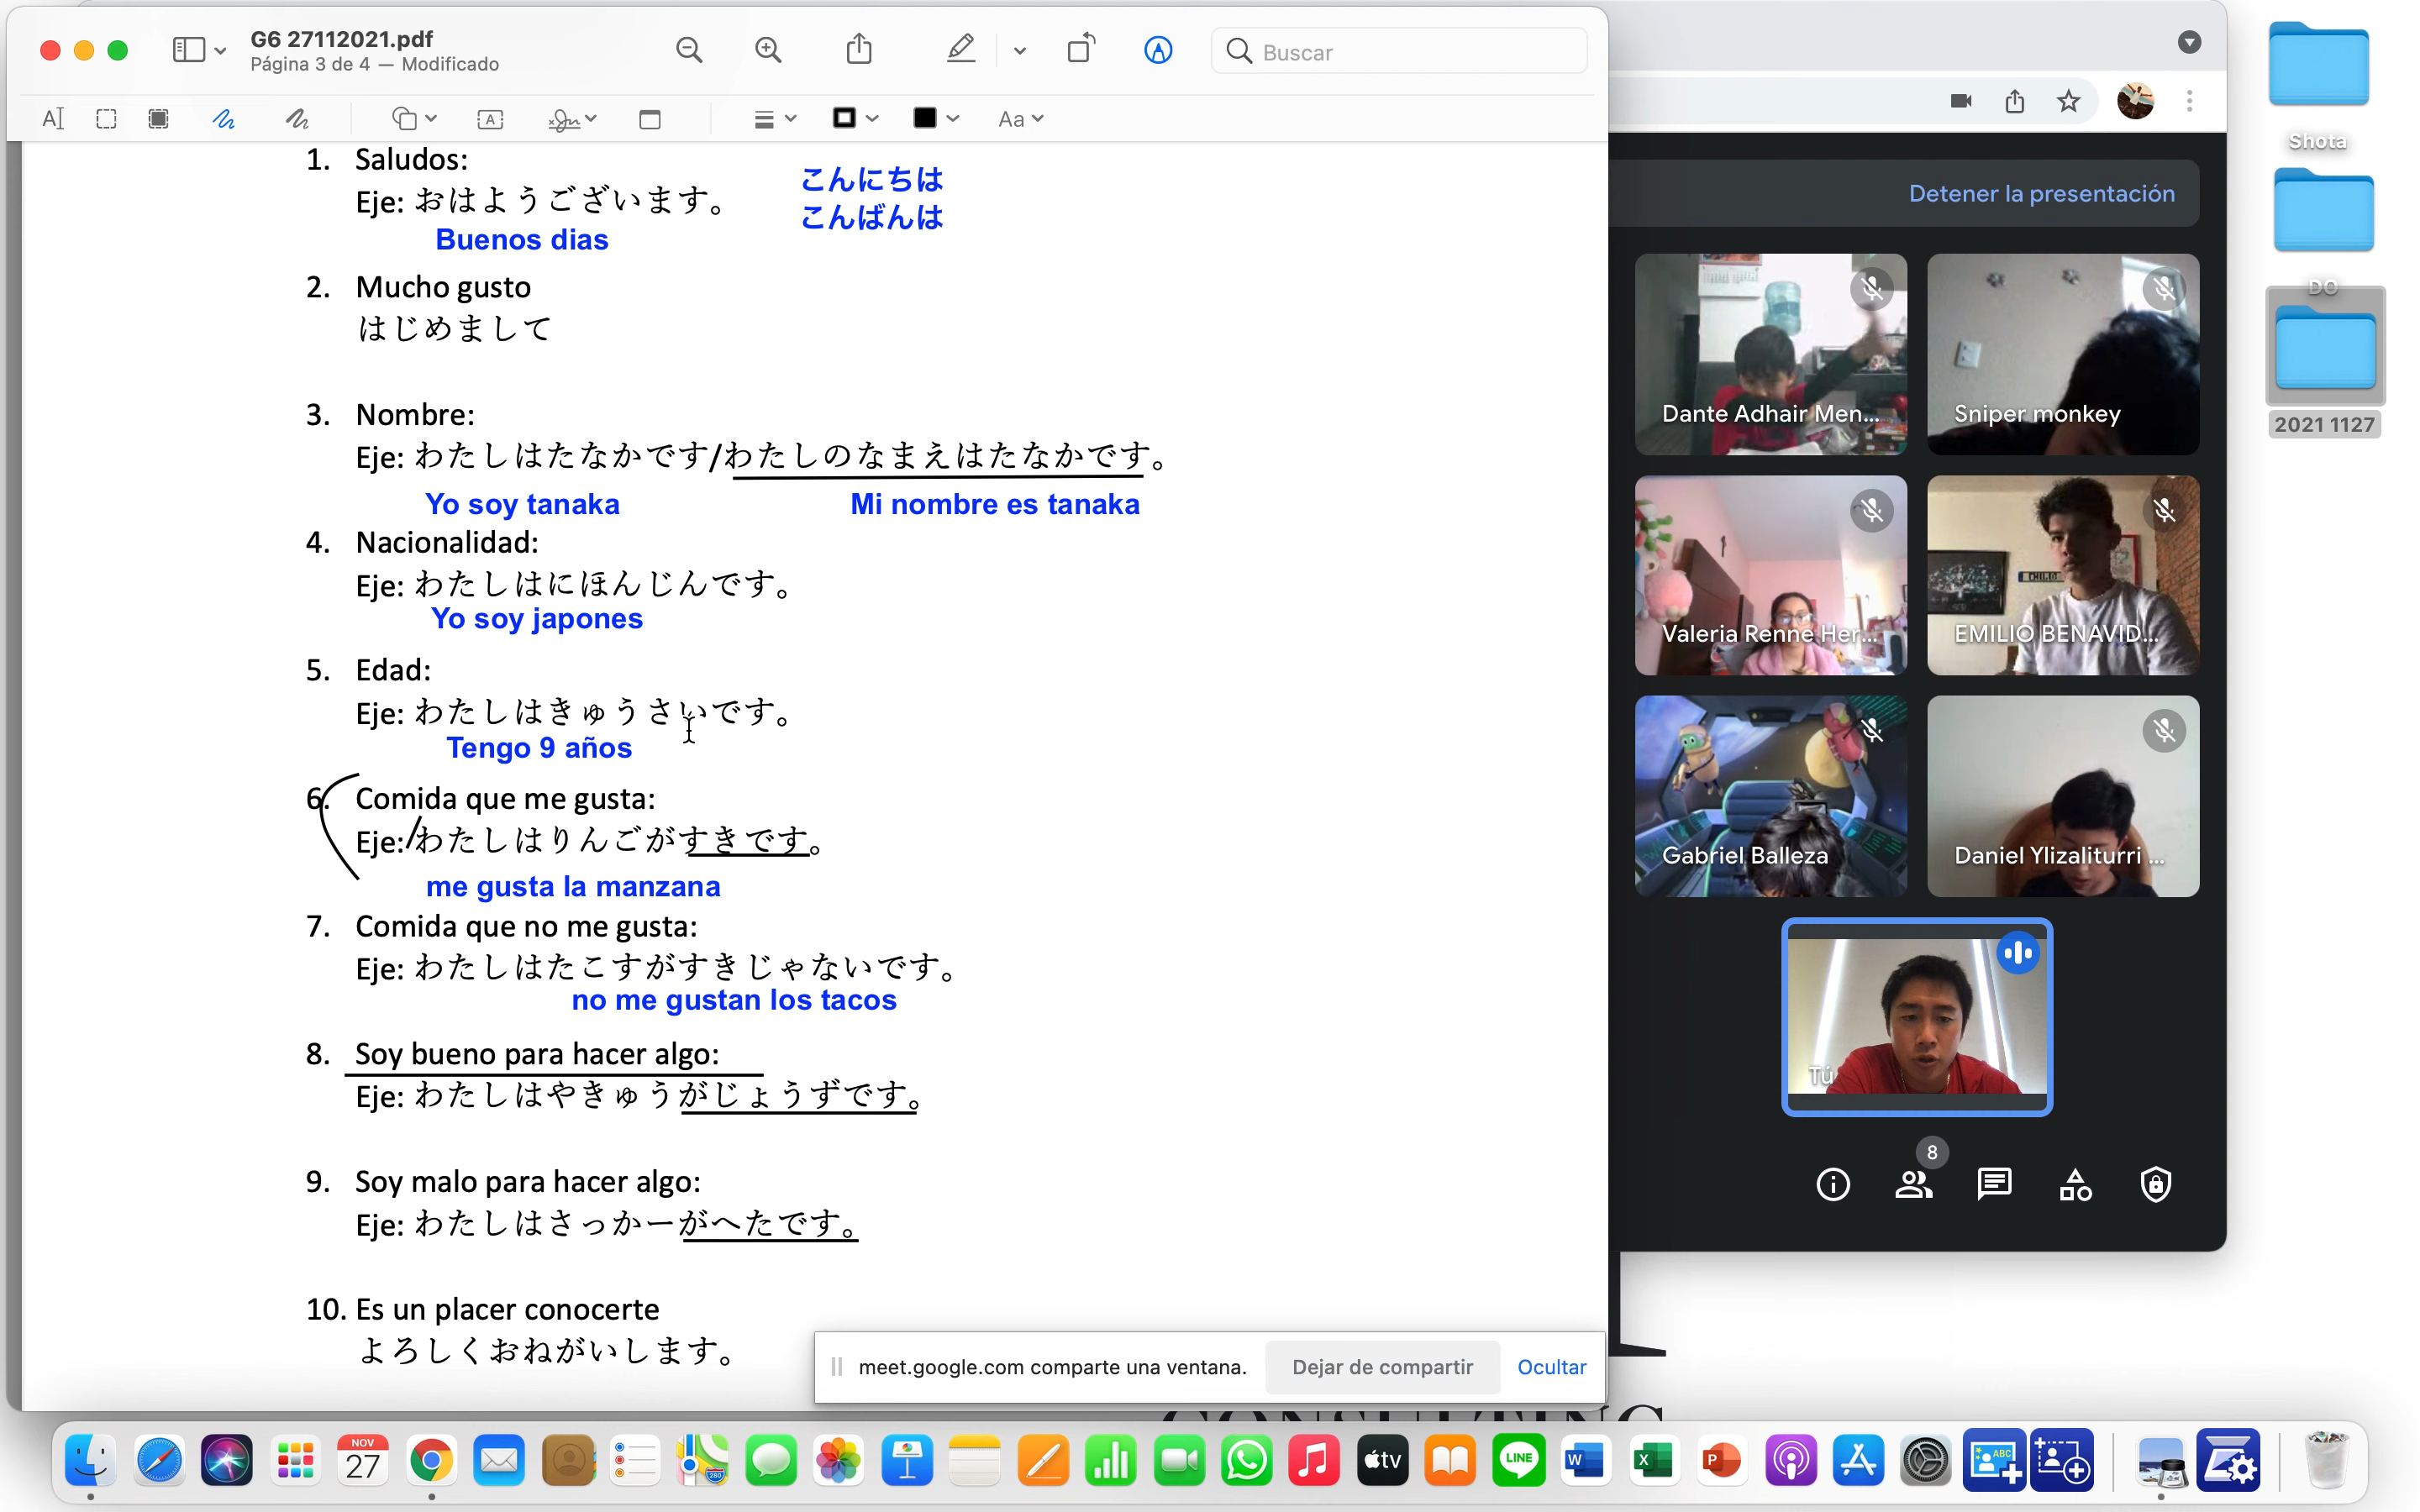 G6 27112021.pdf
Página 3 de 4 — Modificado
Buscar
Aa
1. Saludos:
Eje: おはようございます。
こんにちは
こんばんは
Buenos dias
2. Mucho gusto
はじめまして
3. Nombre:
Eje: わたしはたなかです/わたしのなまえはたなかです。
Yo soy tanaka
Mi nombre es tanaka
4. Nacionalidad:
Eje: わたしはにほんじんです。
Yo soy japones
5. Edad:
Eje: わたしはきゅうさいです。
Tengo 9 años
6. Comida que me gusta:
Eje: わたしはりんごがすきです。
me gusta la manzana
7. Comida que no me gusta:
Eje: わたしはたこすがすきじゃないです。
no me gustan los tacos
8. Soy bueno para hacer algo:
Eje: わたしはやきゅうがじょうずです。
9. Soy malo para hacer algo:
Eje: わたしはさっかーがへたです。
10. Es un placer conocerte
よろしくおねがいします。
meet.google.com comparte una ventana.
Dejar de compartir
Ocultar
Detener la presentación
Dante Adhair Men...
Sniper monkey
Valeria Renne Her...
EMILIO BENAVID...
Gabriel Balleza
Daniel Ylizaliturri ...
Tú
8
Shota
DO
2021 1127
NOV
27
280
tv
LINE
W
X
P
ABC